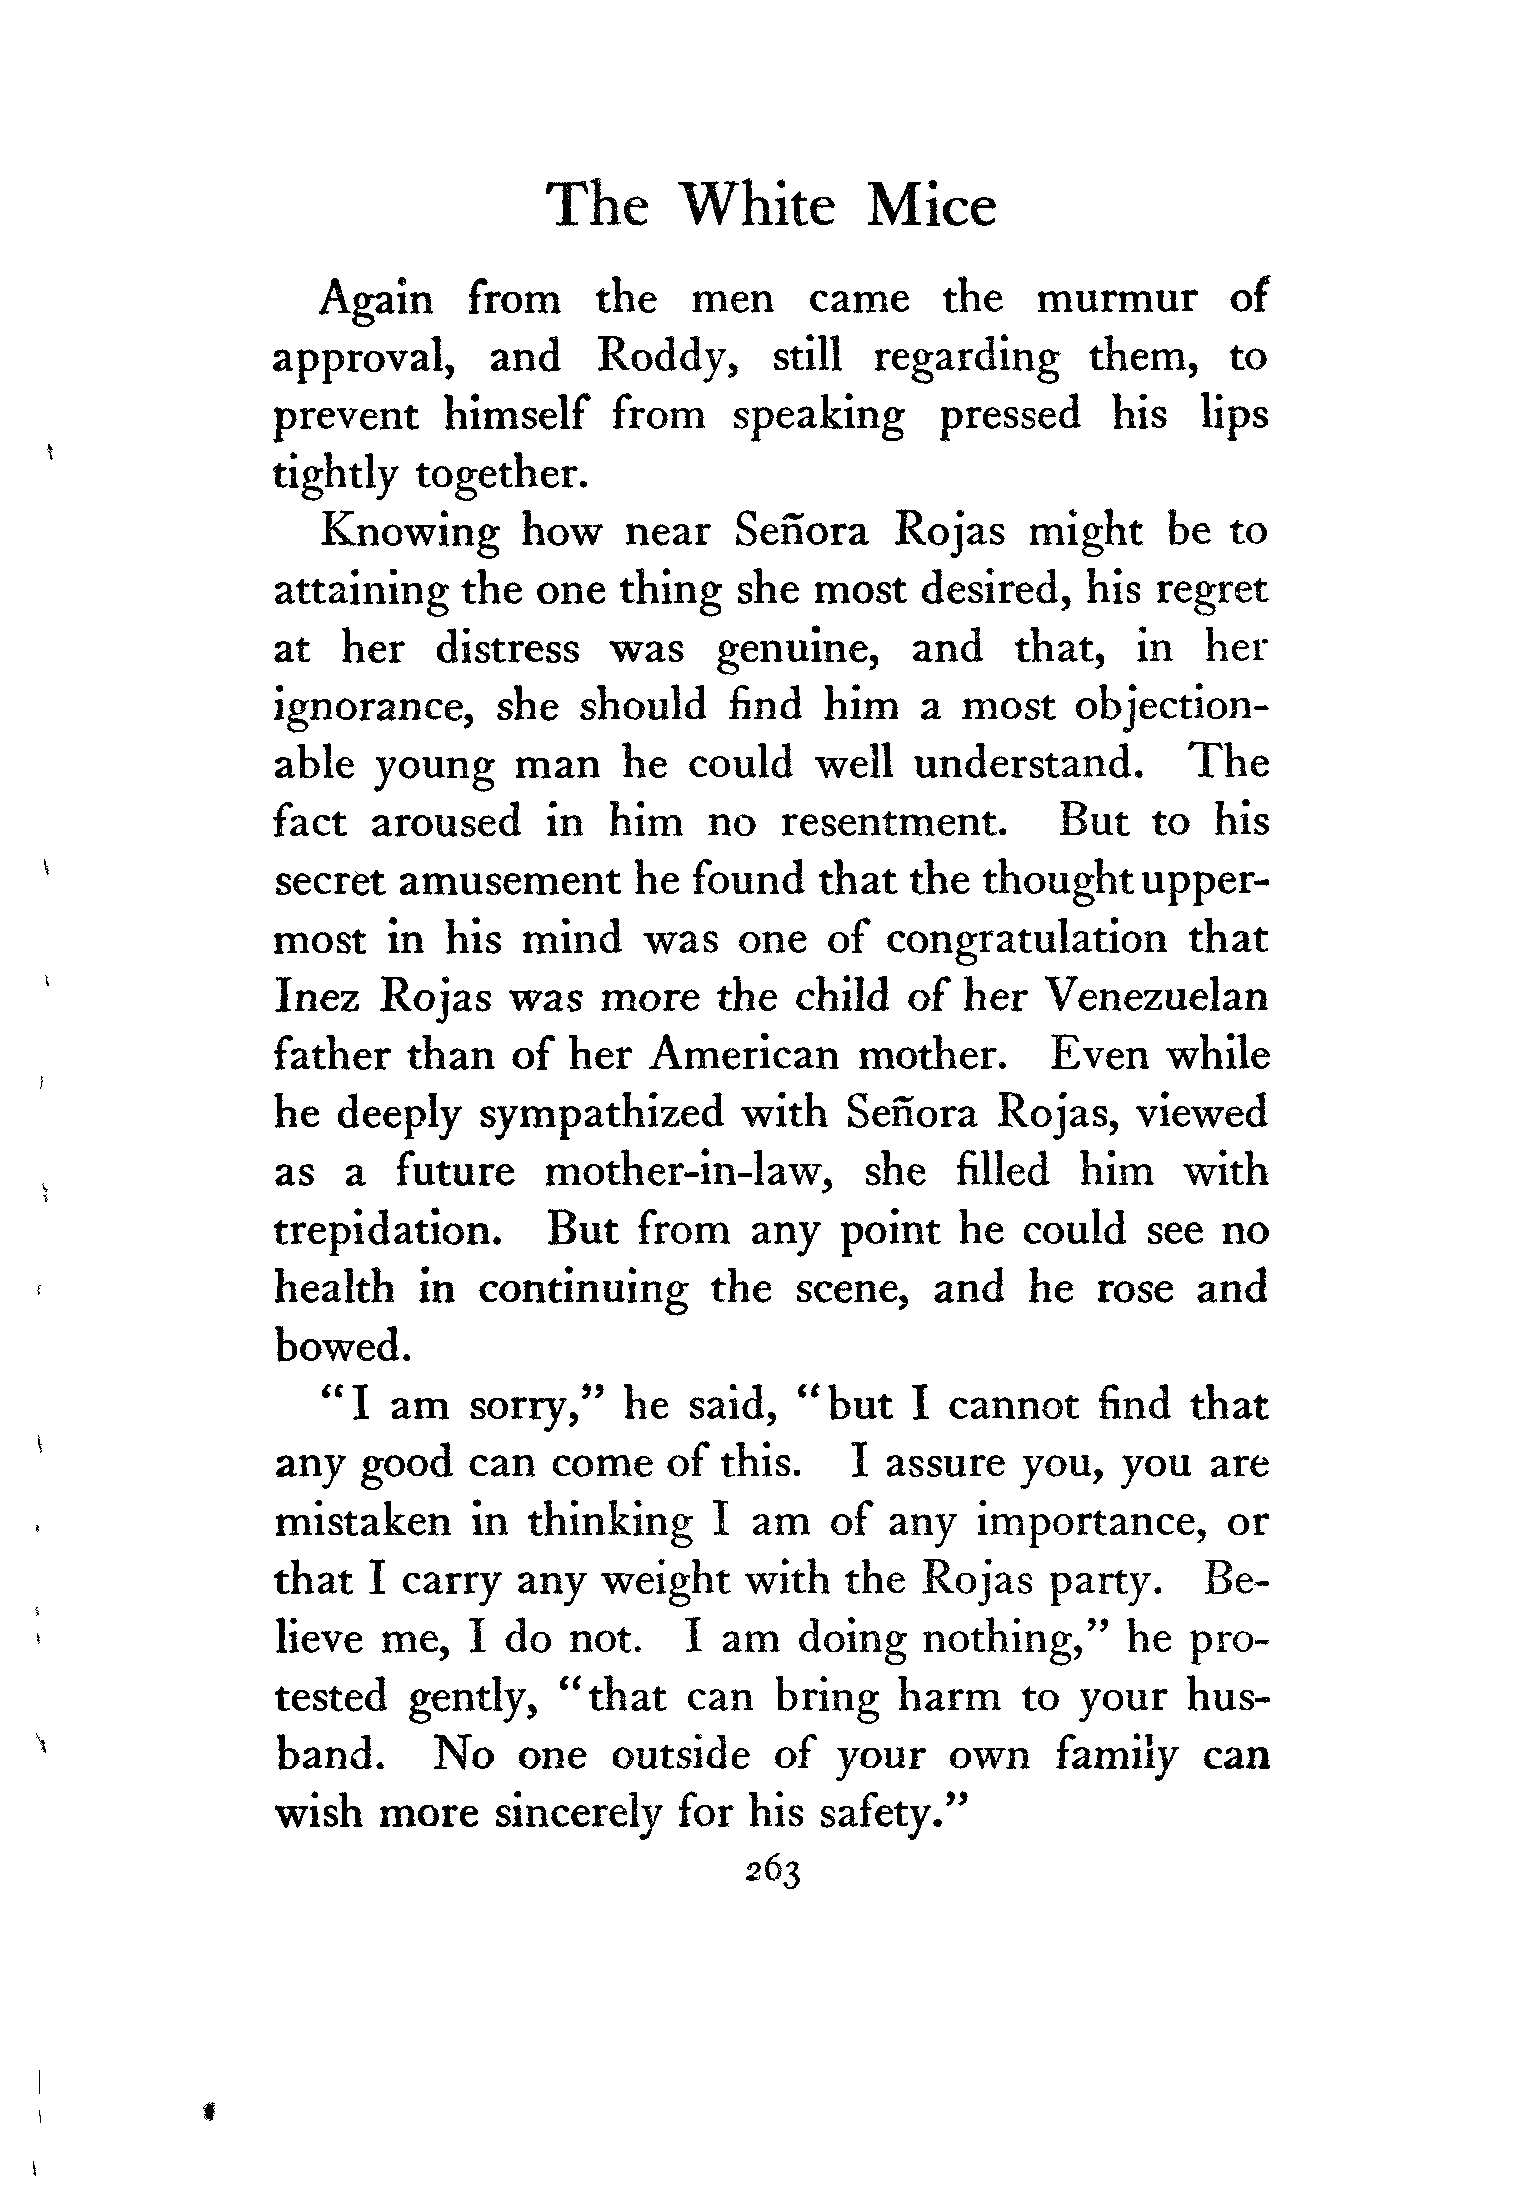 The White Mice
Again from the men came the murmur of
approval, and Roddy, still regarding them, to
prevent himself from speaking pressed his lips
tightly together.
Knowing how near Señora Rojas might be to
attaining the one thing she most desired, his regret
at her distress was genuine, and that, in her
ignorance, she should find him a most objection-
able young man he could well understand. The
fact aroused in him no resentment. But to his
secret amusement he found that the thought upper-
most in his mind was one of congratulation that
Inez Rojas was more the child of her Venezuelan
father than of her American mother. Even while
he deeply sympathized with Señora Rojas, viewed
as a future mother-in-law, she filled him with
trepidation. But from any point he could see no
health in continuing the scene, and he rose and
bowed.
"I am sorry," he said, "but I cannot find that
any good can come of this. I assure you, you are
mistaken in thinking I am of any importance, or
that I carry any weight with the Rojas party. Be-
lieve me, I do not. I am doing nothing," he pro-
tested gently, "that can bring harm to your hus-
band. No one outside of your own family can
wish more sincerely for his safety."
263